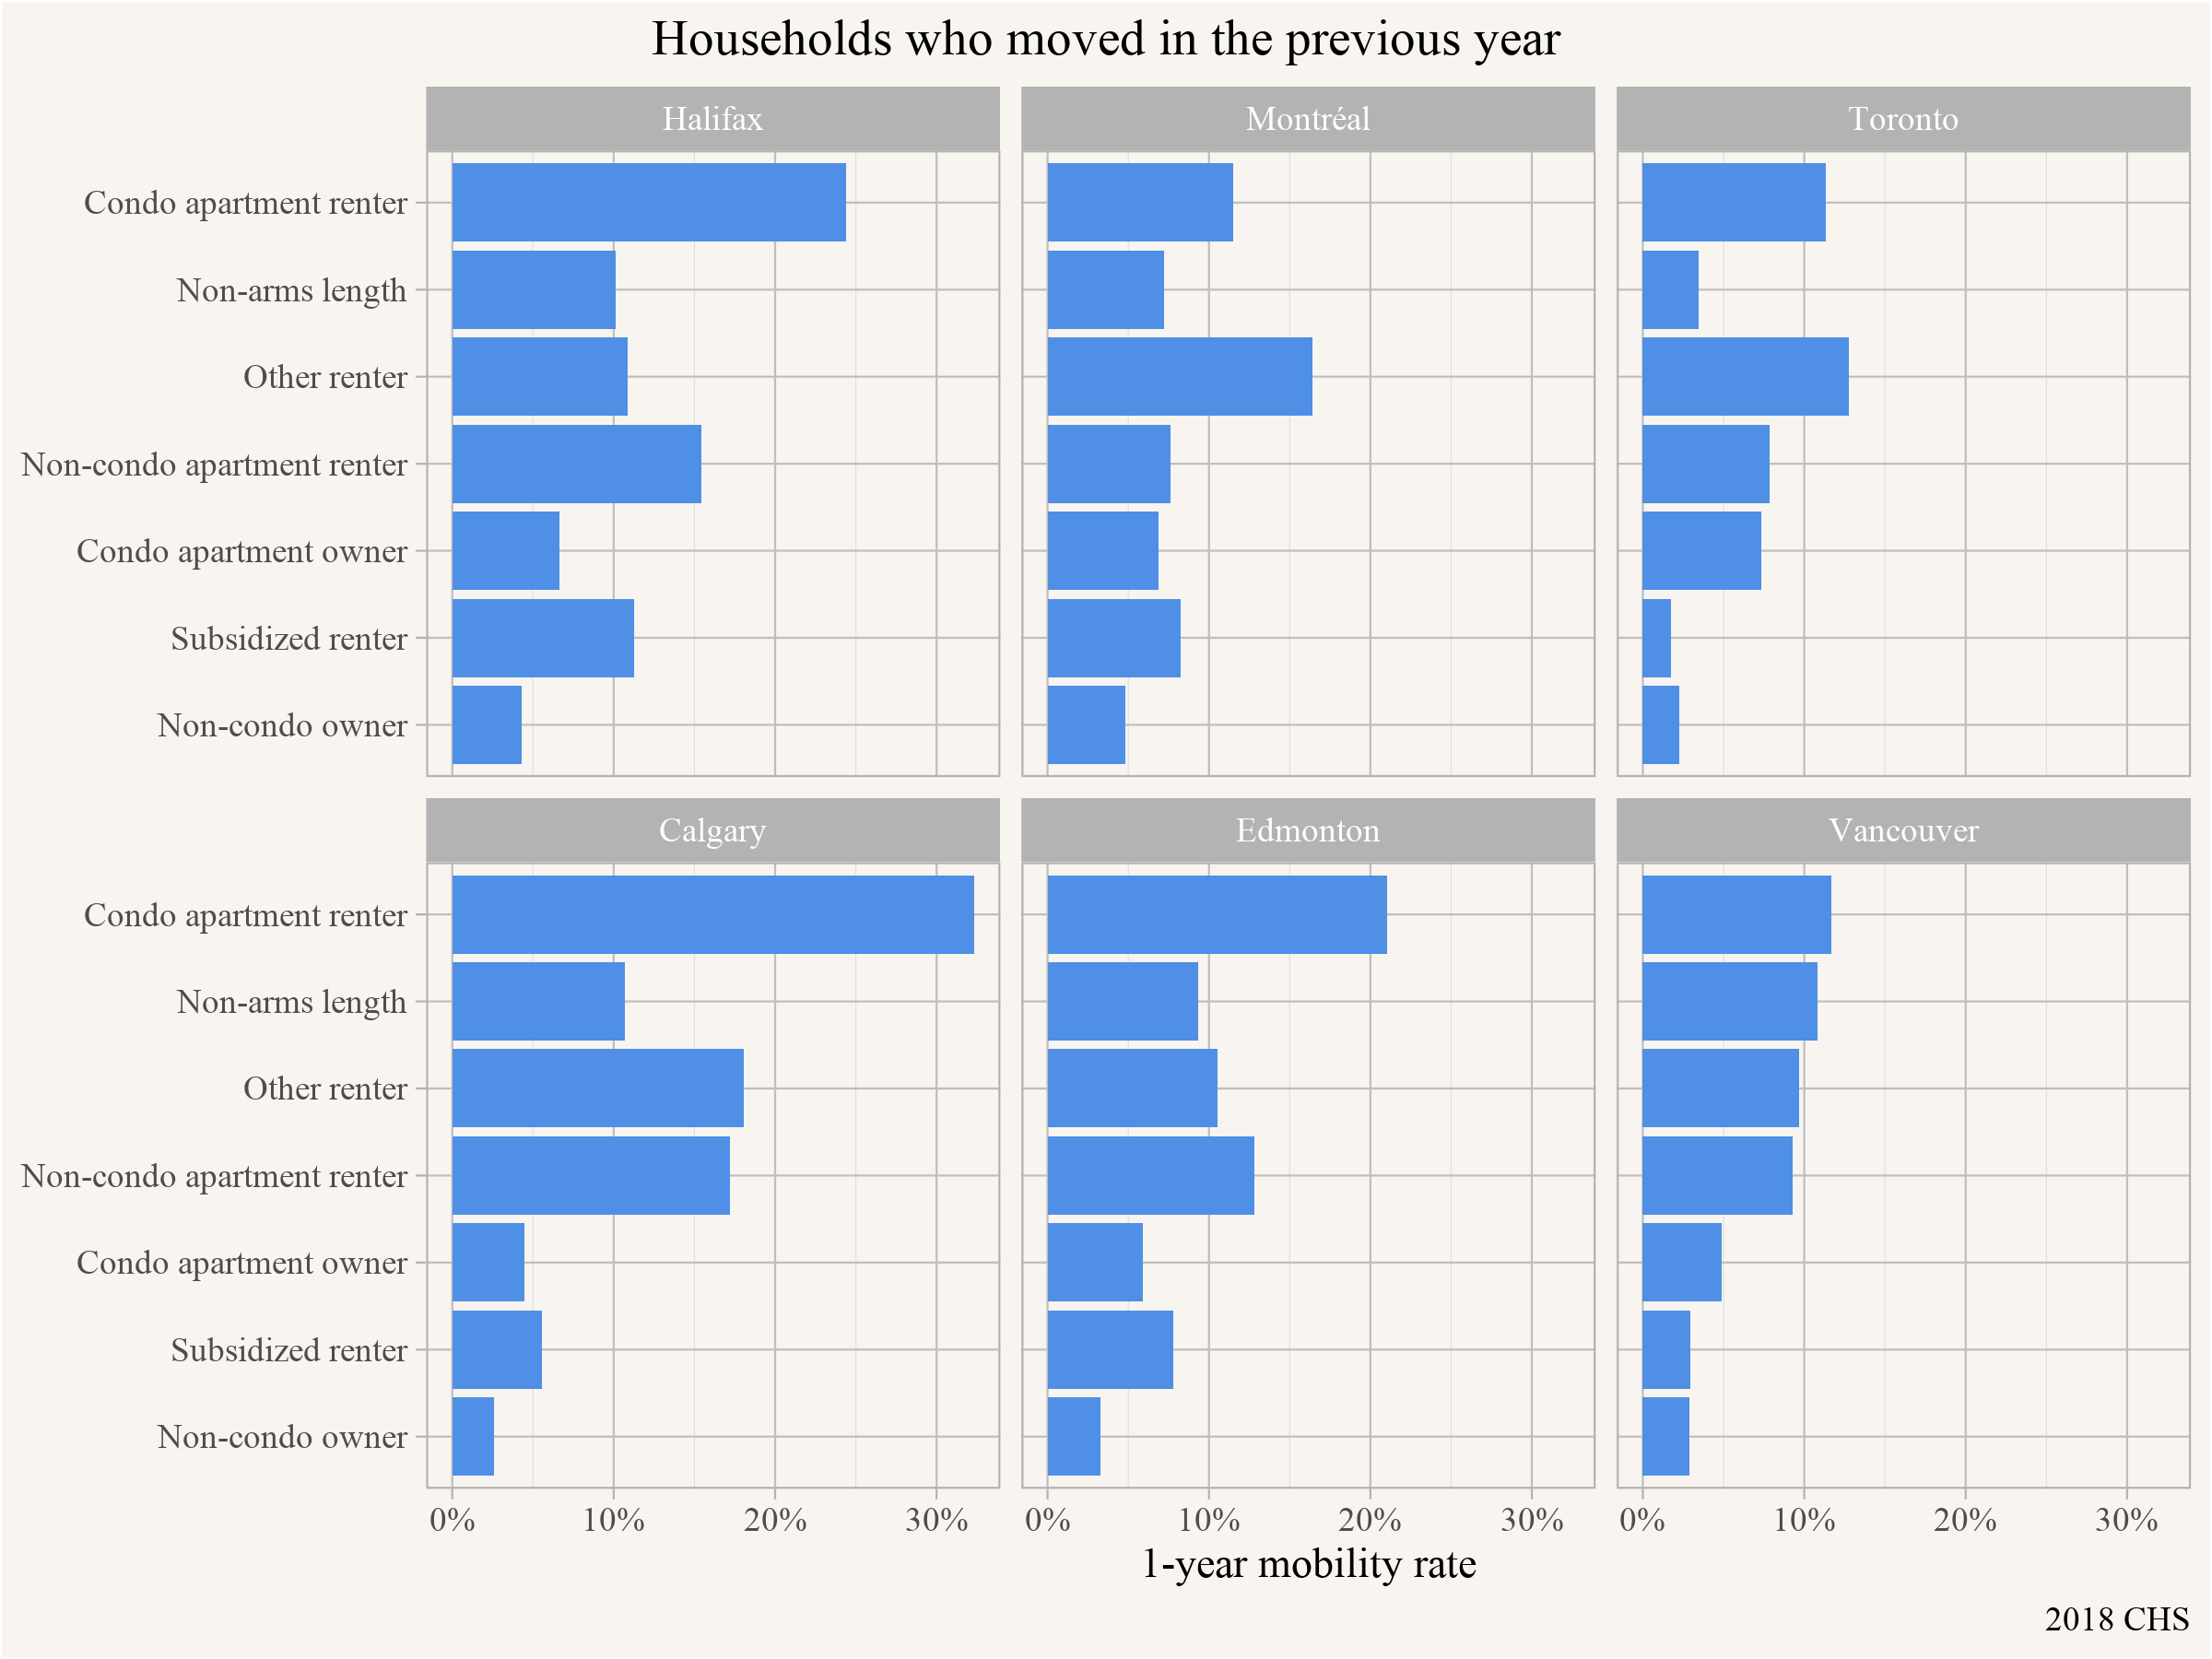 Households who moved in the previous year
Halifax
Montréal
Toronto
Condo apartment renter
Non-arms length
Other renter
Non-condo apartment renter
Condo apartment owner
Subsidized renter
Non-condo owner
Calgary
Edmonton
Vancouver
Condo apartment renter
Non-arms length
Other renter
Non-condo apartment renter
Condo apartment owner
Subsidized renter
Non-condo owner
0% 10% 20% 30% 0% 10% 20% 30% 0% 10% 20% 30%
1-year mobility rate
2018 CHS